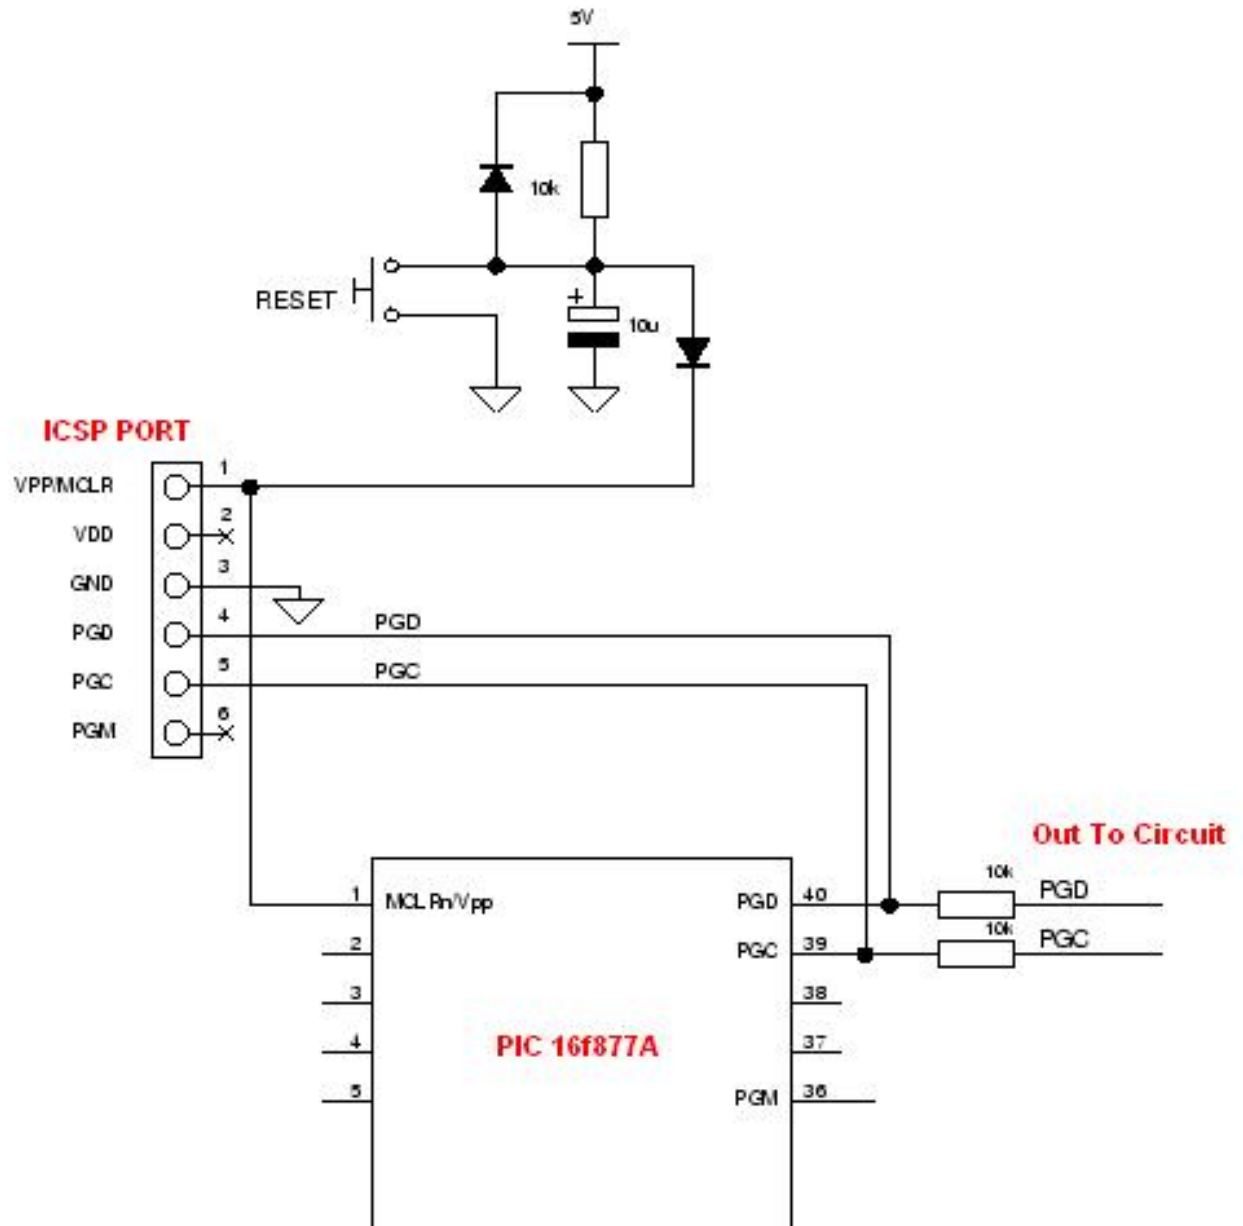 5V
10k
RESET
+
10u
ICSP PORT
VPP/MCLR
1
VDD
2
GND
3
PGD
4
PGD
PGC
5
PGC
PGM
6
Out To Circuit
1
MCLRn/Vpp
PGD
40
10k
PGD
2
PGC
39
10k
PGC
3
38
4
PIC 16f877A
37
5
PGM
36